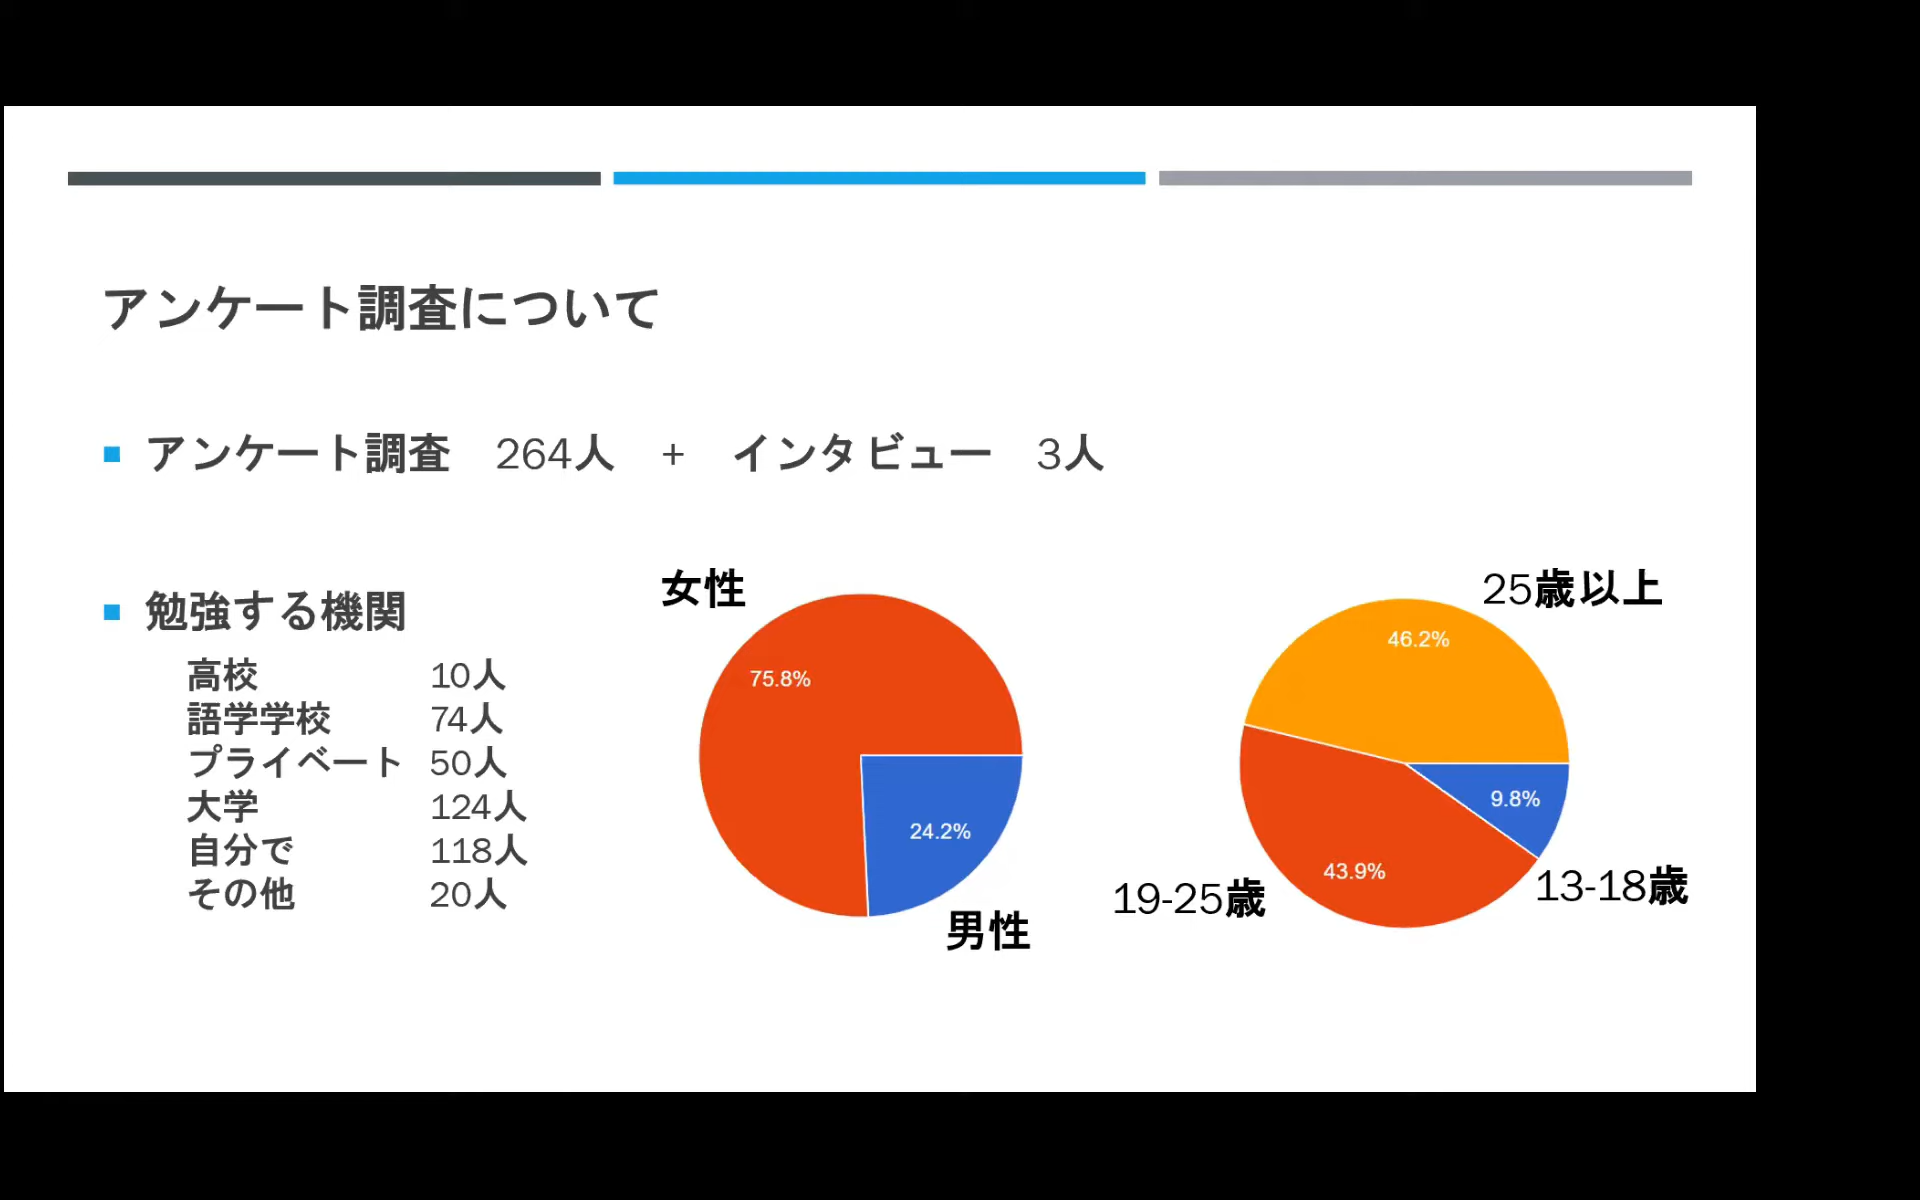 アンケート調査について
アンケート調査　264人　+　インタビュー　3人
勉強する機関
高校 10人
語学学校 74人
プライベート 50人
大学 124人
自分で 118人
その他 20人
女性
75.8%
24.2%
男性
25歳以上
46.2%
9.8%
43.9%
13-18歳
19-25歳